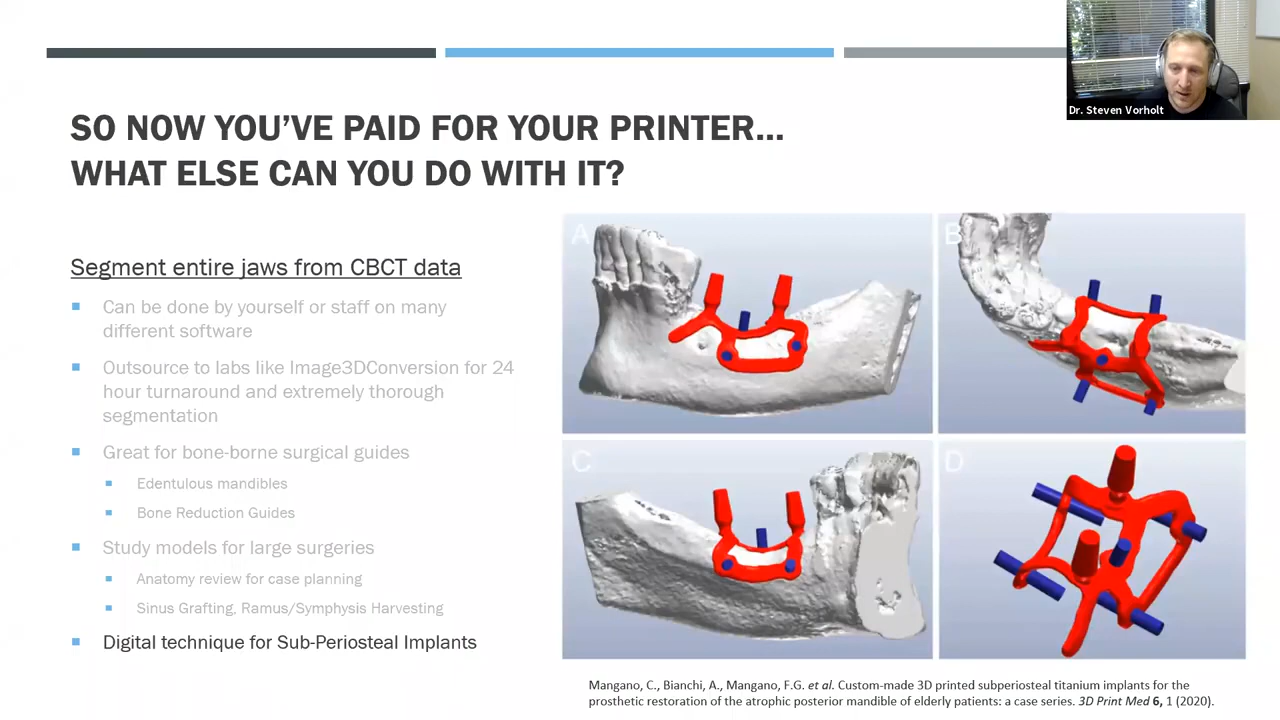 Dr. Steven Vorholt
SO NOW YOU'VE PAID FOR YOUR PRINTER...
WHAT ELSE CAN YOU DO WITH IT?
Segment entire jaws from CBCT data
Can be done by yourself or staff on many
different software
Outsource to labs like Image3DConversion for 24
hour turnaround and extremely thorough
segmentation
Great for bone-borne surgical guides
Edentulous mandibles
Bone Reduction Guides
Study models for large surgeries
Anatomy review for case planning
Sinus Grafting, Ramus/Symphysis Harvesting
Digital technique for Sub-Periosteal Implants
A
B
C
D
Mangano, C., Bianchi, A., Mangano, F.G. et al. Custom-made 3D printed subperiosteal titanium implants for the
prosthetic restoration of the atrophic posterior mandible of elderly patients: a case series. 3D Print Med 6, 1 (2020).